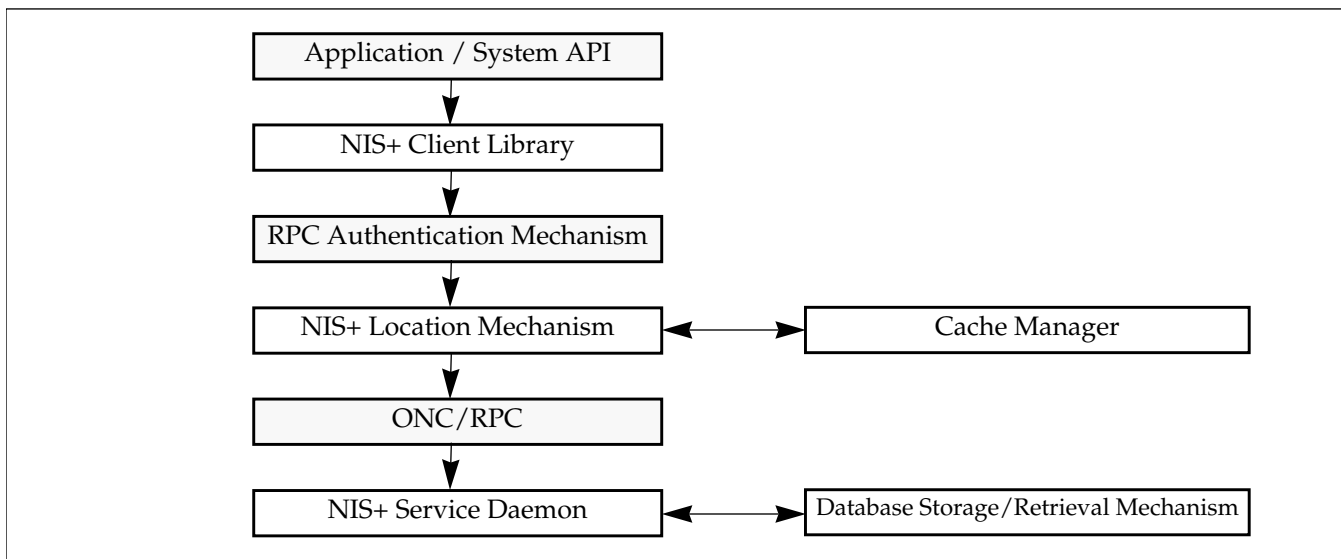 Application / System API
NIS+ Client Library
RPC Authentication Mechanism
NIS+ Location Mechanism
Cache Manager
ONC/RPC
NIS+ Service Daemon
Database Storage/Retrieval Mechanism